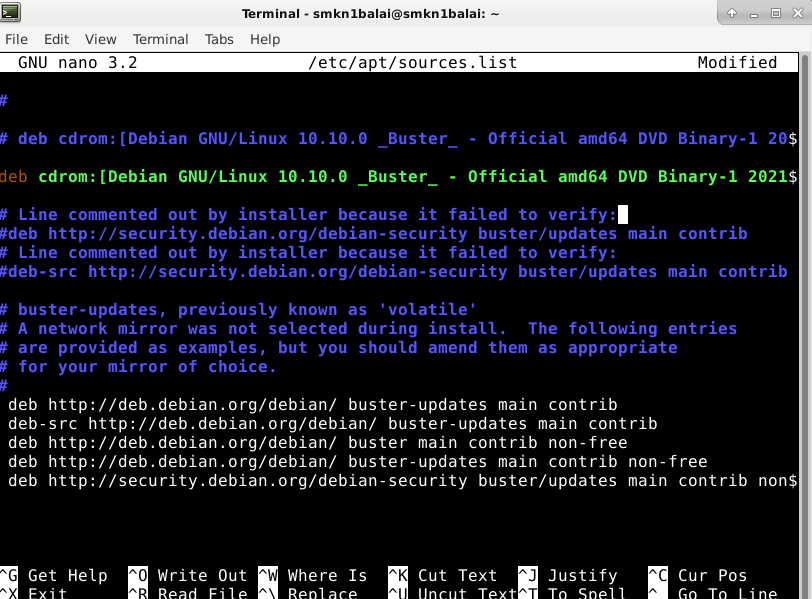 Terminal - smkn1balai@smkn1balai: ~
File Edit View Terminal Tabs Help
GNU nano 3.2 /etc/apt/sources.list Modified
#
# deb cdrom:[Debian GNU/Linux 10.10.0 _Buster_ - Official amd64 DVD Binary-1 20$
deb cdrom:[Debian GNU/Linux 10.10.0 _Buster_ - Official amd64 DVD Binary-1 2021$
# Line commented out by installer because it failed to verify:
#deb http://security.debian.org/debian-security buster/updates main contrib
# Line commented out by installer because it failed to verify:
#deb-src http://security.debian.org/debian-security buster/updates main contrib
# buster-updates, previously known as 'volatile'
# A network mirror was not selected during install.  The following entries
# are provided as examples, but you should amend them as appropriate
# for your mirror of choice.
#
deb http://deb.debian.org/debian/ buster-updates main contrib
deb-src http://deb.debian.org/debian/ buster-updates main contrib
deb http://deb.debian.org/debian/ buster main contrib non-free
deb http://deb.debian.org/debian/ buster-updates main contrib non-free
deb http://security.debian.org/debian-security buster/updates main contrib non$
^G Get Help ^O Write Out ^W Where Is ^K Cut Text ^J Justify ^C Cur Pos
^X Exit ^R Read File ^\ Replace ^U Uncut Text ^T To Spell ^_ Go To Line